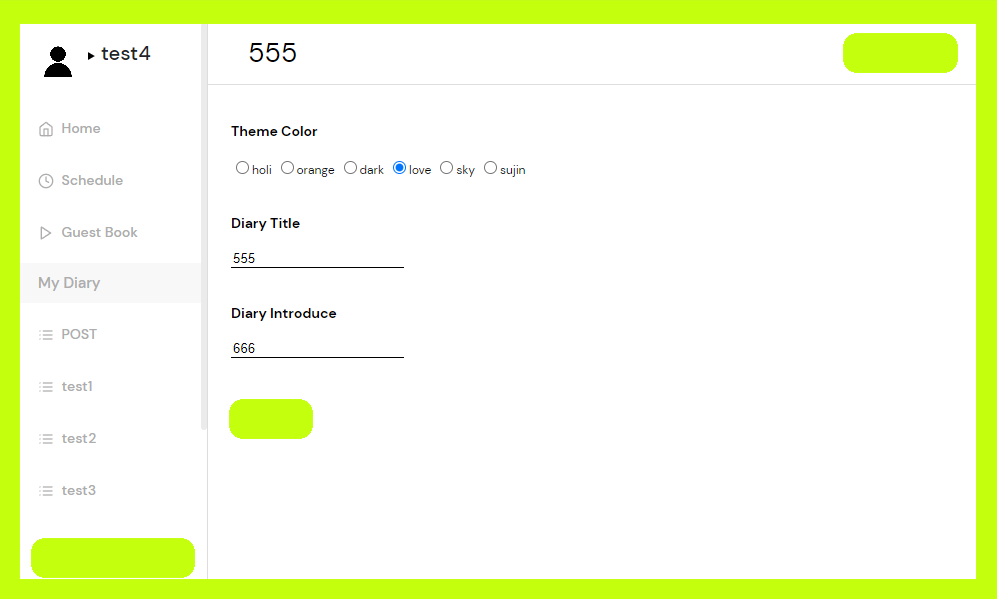 test4
Home
Schedule
Guest Book
My Diary
POST
test1
test2
test3
555
Theme Color
holi orange dark love sky sujin
Diary Title
555
Diary Introduce
666